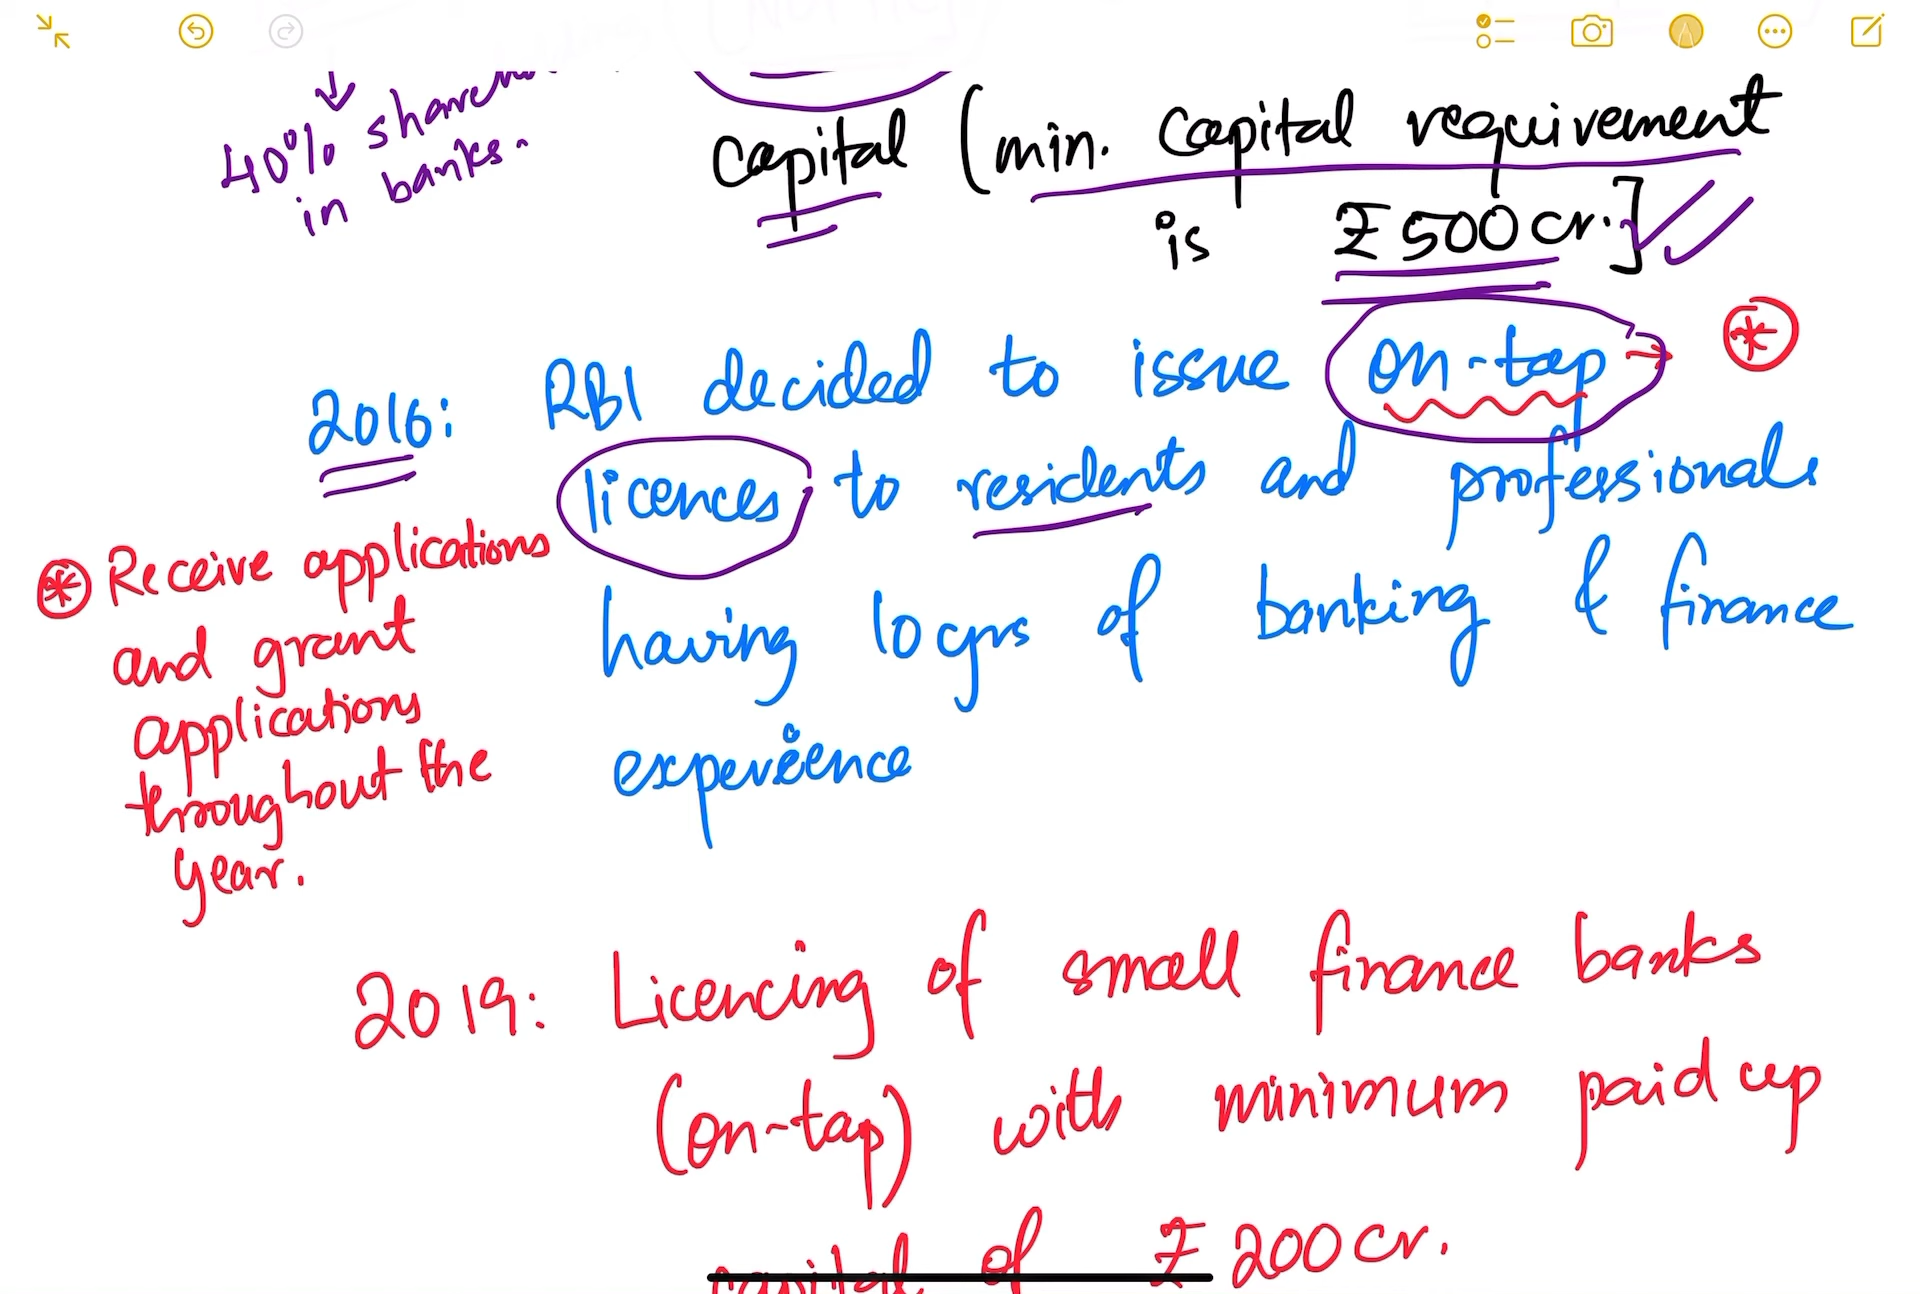 40%
in banks.
capital (min. capital requirement
is ₹ 500 cr.]
2016: RBI decided to issue on-tap → *
licences to residents and professionals
having 10 yrs of banking & finance
experience
* Receive applications
and grant
applications
throughout the
year.
2019: Licencing of small finance banks
(on-tap) with minimum paid up
capital of ₹ 200 cr.